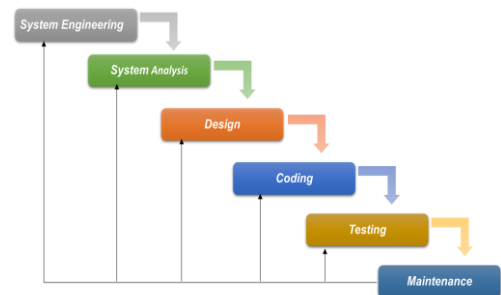 System Engineering
System Analysis
Design
Coding
Testing
Maintenance